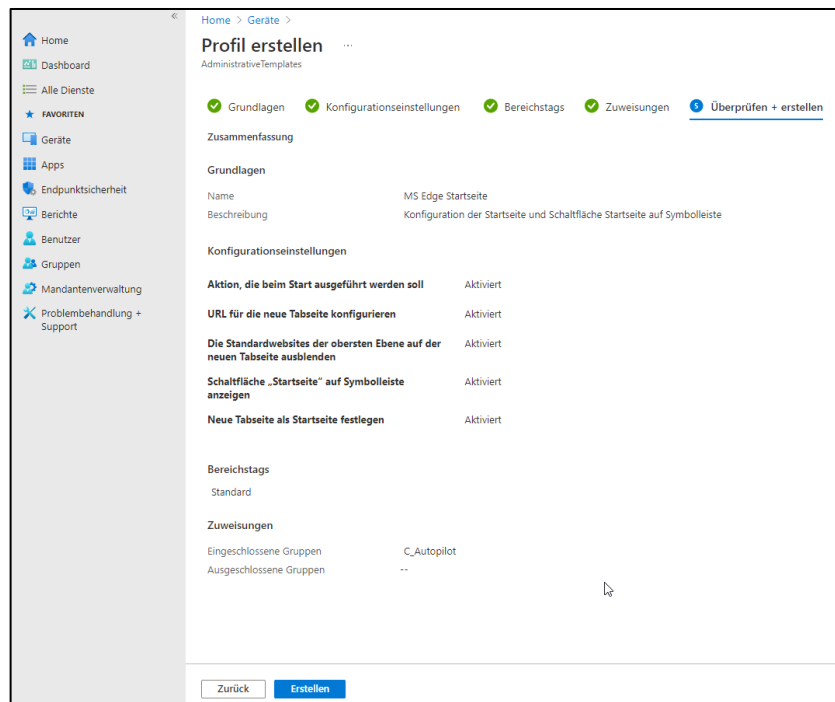 «
Home
Dashboard
Alle Dienste
FAVORITEN
Geräte
Apps
Endpunktsicherheit
Berichte
Benutzer
Gruppen
Mandantenverwaltung
Problembehandlung +
Support
Home > Geräte >
Profil erstellen ...
AdministrativeTemplates
Grundlagen Konfigurationseinstellungen Bereichstags Zuweisungen 5 Überprüfen + erstellen
Zusammenfassung
Grundlagen
Name MS Edge Startseite
Beschreibung Konfiguration der Startseite und Schaltfläche Startseite auf Symbolleiste
Konfigurationseinstellungen
Aktion, die beim Start ausgeführt werden soll Aktiviert
URL für die neue Tabseite konfigurieren Aktiviert
Die Standardwebsites der obersten Ebene auf der Aktiviert
neuen Tabseite ausblenden
Schaltfläche „Startseite" auf Symbolleiste Aktiviert
anzeigen
Neue Tabseite als Startseite festlegen Aktiviert
Bereichstags
Standard
Zuweisungen
Eingeschlossene Gruppen C_Autopilot
Ausgeschlossene Gruppen --
Zurück Erstellen